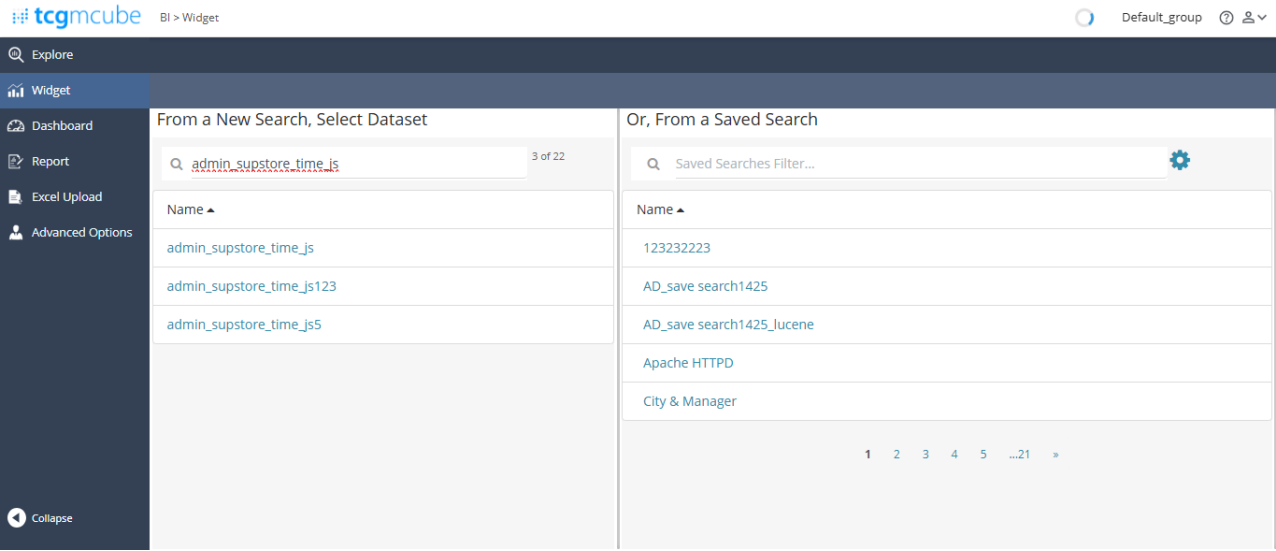 tcgmcube BI > Widget Default_group
Explore
Widget
Dashboard
Report
Excel Upload
Advanced Options
Collapse
From a New Search, Select Dataset
admin_supstore_time_js 3 of 22
Name
admin_supstore_time_js
admin_supstore_time_js123
admin_supstore_time_js5
Or, From a Saved Search
Saved Searches Filter...
Name
123232223
AD_save search1425
AD_save search1425_lucene
Apache HTTPD
City & Manager
1 2 3 4 5 ...21 »